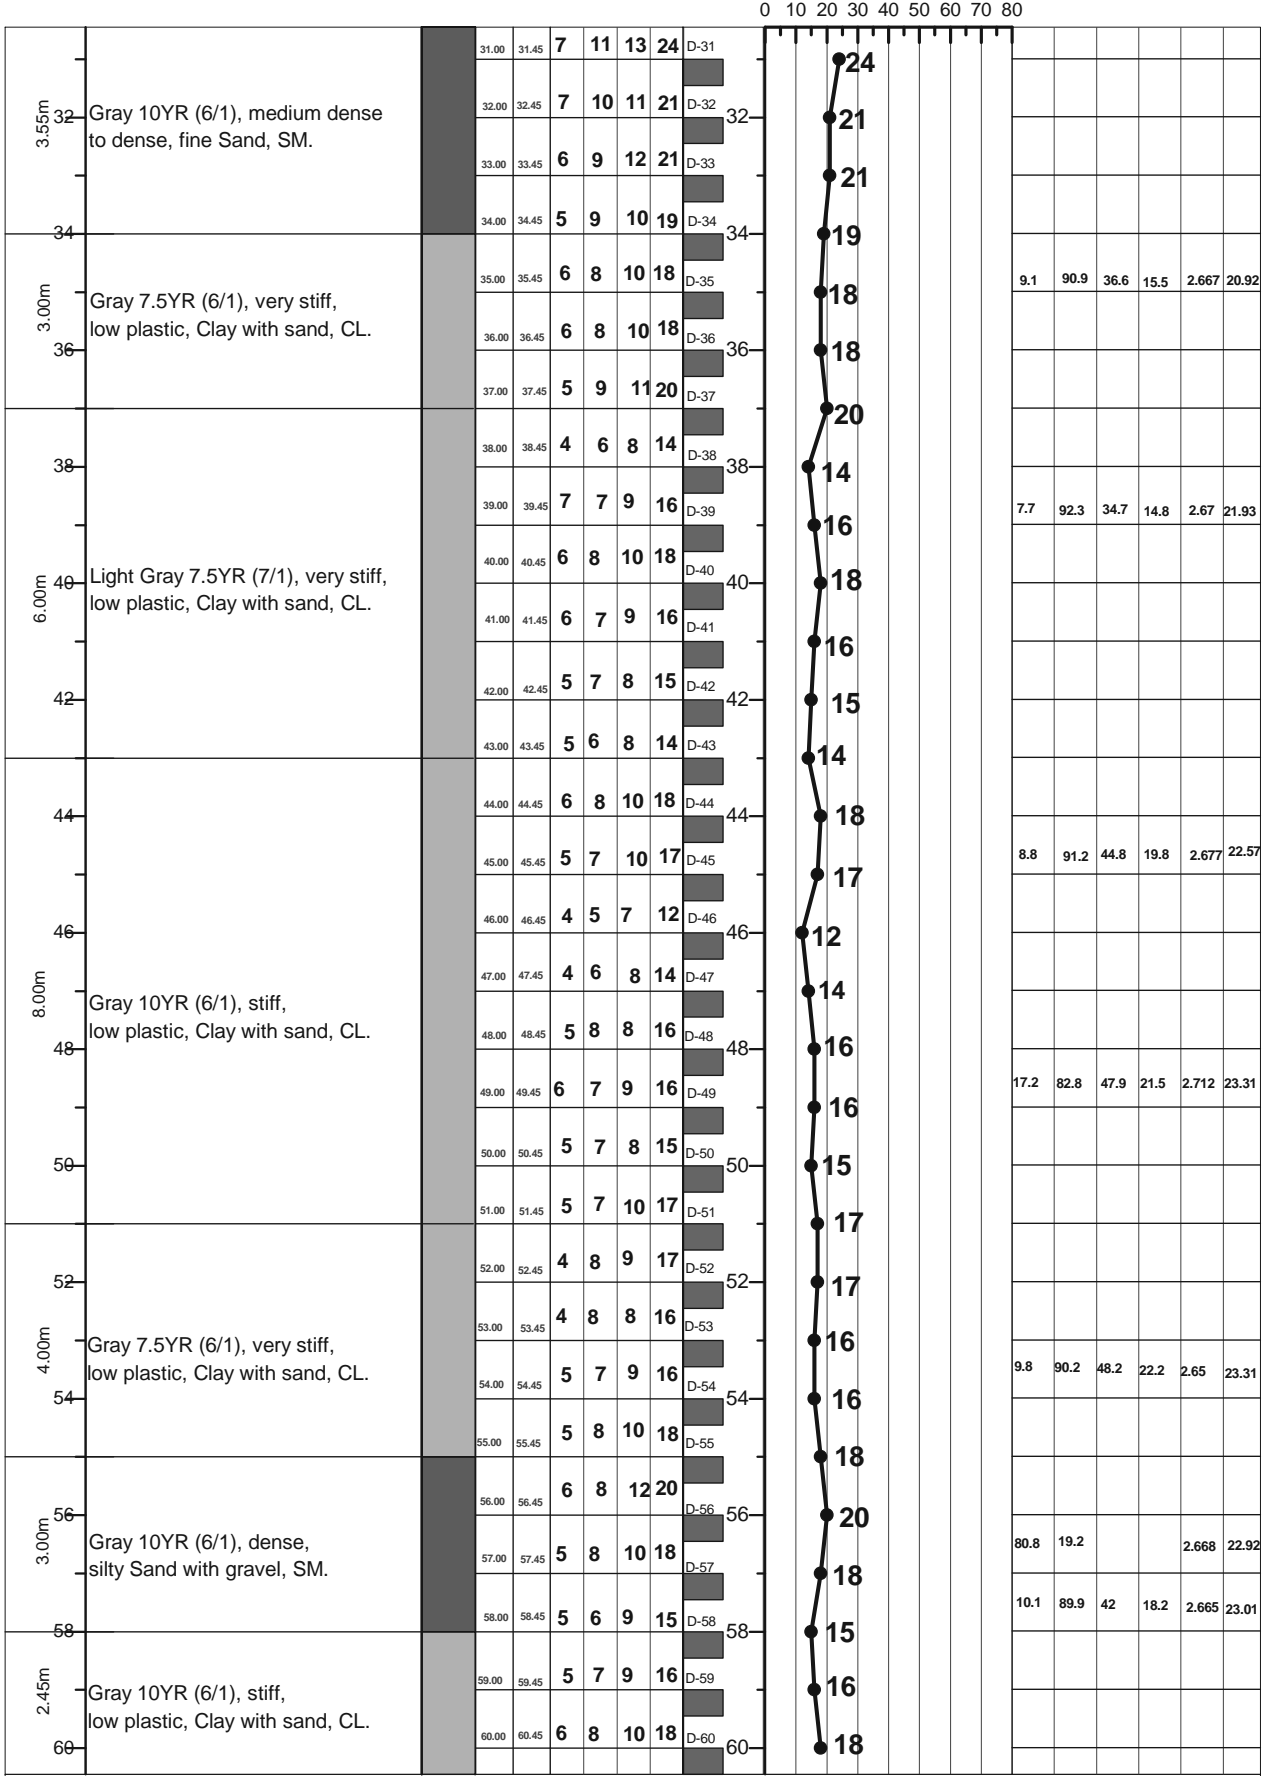 0 10 20 30 40 50 60 70 80
31.00 31.45 7 11 13 24 D-31
24
3.55m
Gray 10YR (6/1), medium dense
to dense, fine Sand, SM.
32.00 32.45 7 10 11 21 D-32
32 32 21
33.00 33.45 6 9 12 21 D-33
21
34.00 34.45 5 9 10 19 D-34
34 34 19
35.00 35.45 6 8 10 18 D-35 9.1 90.9 36.6 15.5 2.667 20.92
18
3.00m
Gray 7.5YR (6/1), very stiff,
low plastic, Clay with sand, CL.
36.00 36.45 6 8 10 18 D-36
36 36 18
37.00 37.45 5 9 11 20 D-37
20
38.00 38.45 4 6 8 14 D-38
38 38 14
39.00 39.45 7 7 9 16 D-39 7.7 92.3 34.7 14.8 2.67 21.93
16
40.00 40.45 6 8 10 18 D-40
40 40 18
6.00m
Light Gray 7.5YR (7/1), very stiff,
low plastic, Clay with sand, CL.
41.00 41.45 6 7 9 16 D-41
16
42.00 42.45 5 7 8 15 D-42
42 42 15
43.00 43.45 5 6 8 14 D-43
14
44.00 44.45 6 8 10 18 D-44
44 44 18
45.00 45.45 5 7 10 17 D-45 8.8 91.2 44.8 19.8 2.677 22.57
17
46.00 46.45 4 5 7 12 D-46
46 46 12
47.00 47.45 4 6 8 14 D-47
14
8.00m
Gray 10YR (6/1), stiff,
low plastic, Clay with sand, CL.
48.00 48.45 5 8 8 16 D-48
48 48 16
49.00 49.45 6 7 9 16 D-49 17.2 82.8 47.9 21.5 2.712 23.31
16
50.00 50.45 5 7 8 15 D-50
50 50 15
51.00 51.45 5 7 10 17 D-51
17
52.00 52.45 4 8 9 17 D-52
52 52 17
53.00 53.45 4 8 8 16 D-53
16
4.00m
Gray 7.5YR (6/1), very stiff,
low plastic, Clay with sand, CL.
54.00 54.45 5 7 9 16 D-54 9.8 90.2 48.2 22.2 2.65 23.31
54 54 16
55.00 55.45 5 8 10 18 D-55
18
56.00 56.45 6 8 12 20 D-56
56 56 20
3.00m
Gray 10YR (6/1), dense,
silty Sand with gravel, SM.
57.00 57.45 5 8 10 18 D-57 80.8 19.2 2.668 22.92
18
58.00 58.45 5 6 9 15 D-58 10.1 89.9 42 18.2 2.665 23.01
58 58 15
59.00 59.45 5 7 9 16 D-59
16
2.45m
Gray 10YR (6/1), stiff,
low plastic, Clay with sand, CL.
60.00 60.45 6 8 10 18 D-60
60 60 18